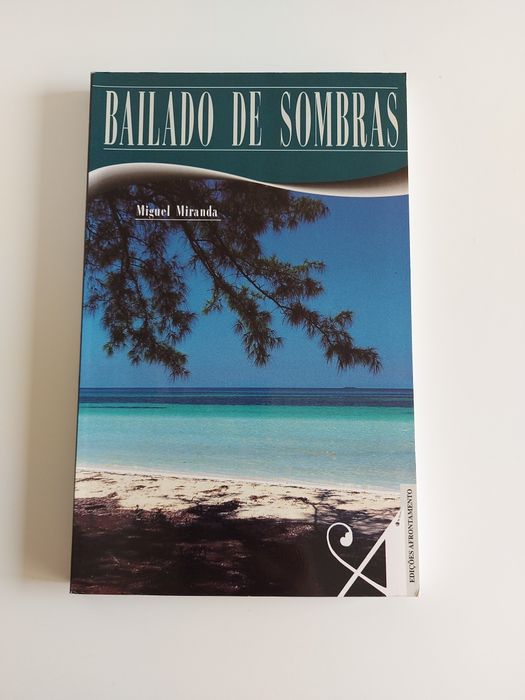 BAILADO DE SOMBRAS
Miguel Miranda
EDIÇÕES AFRONTAMENTO
A